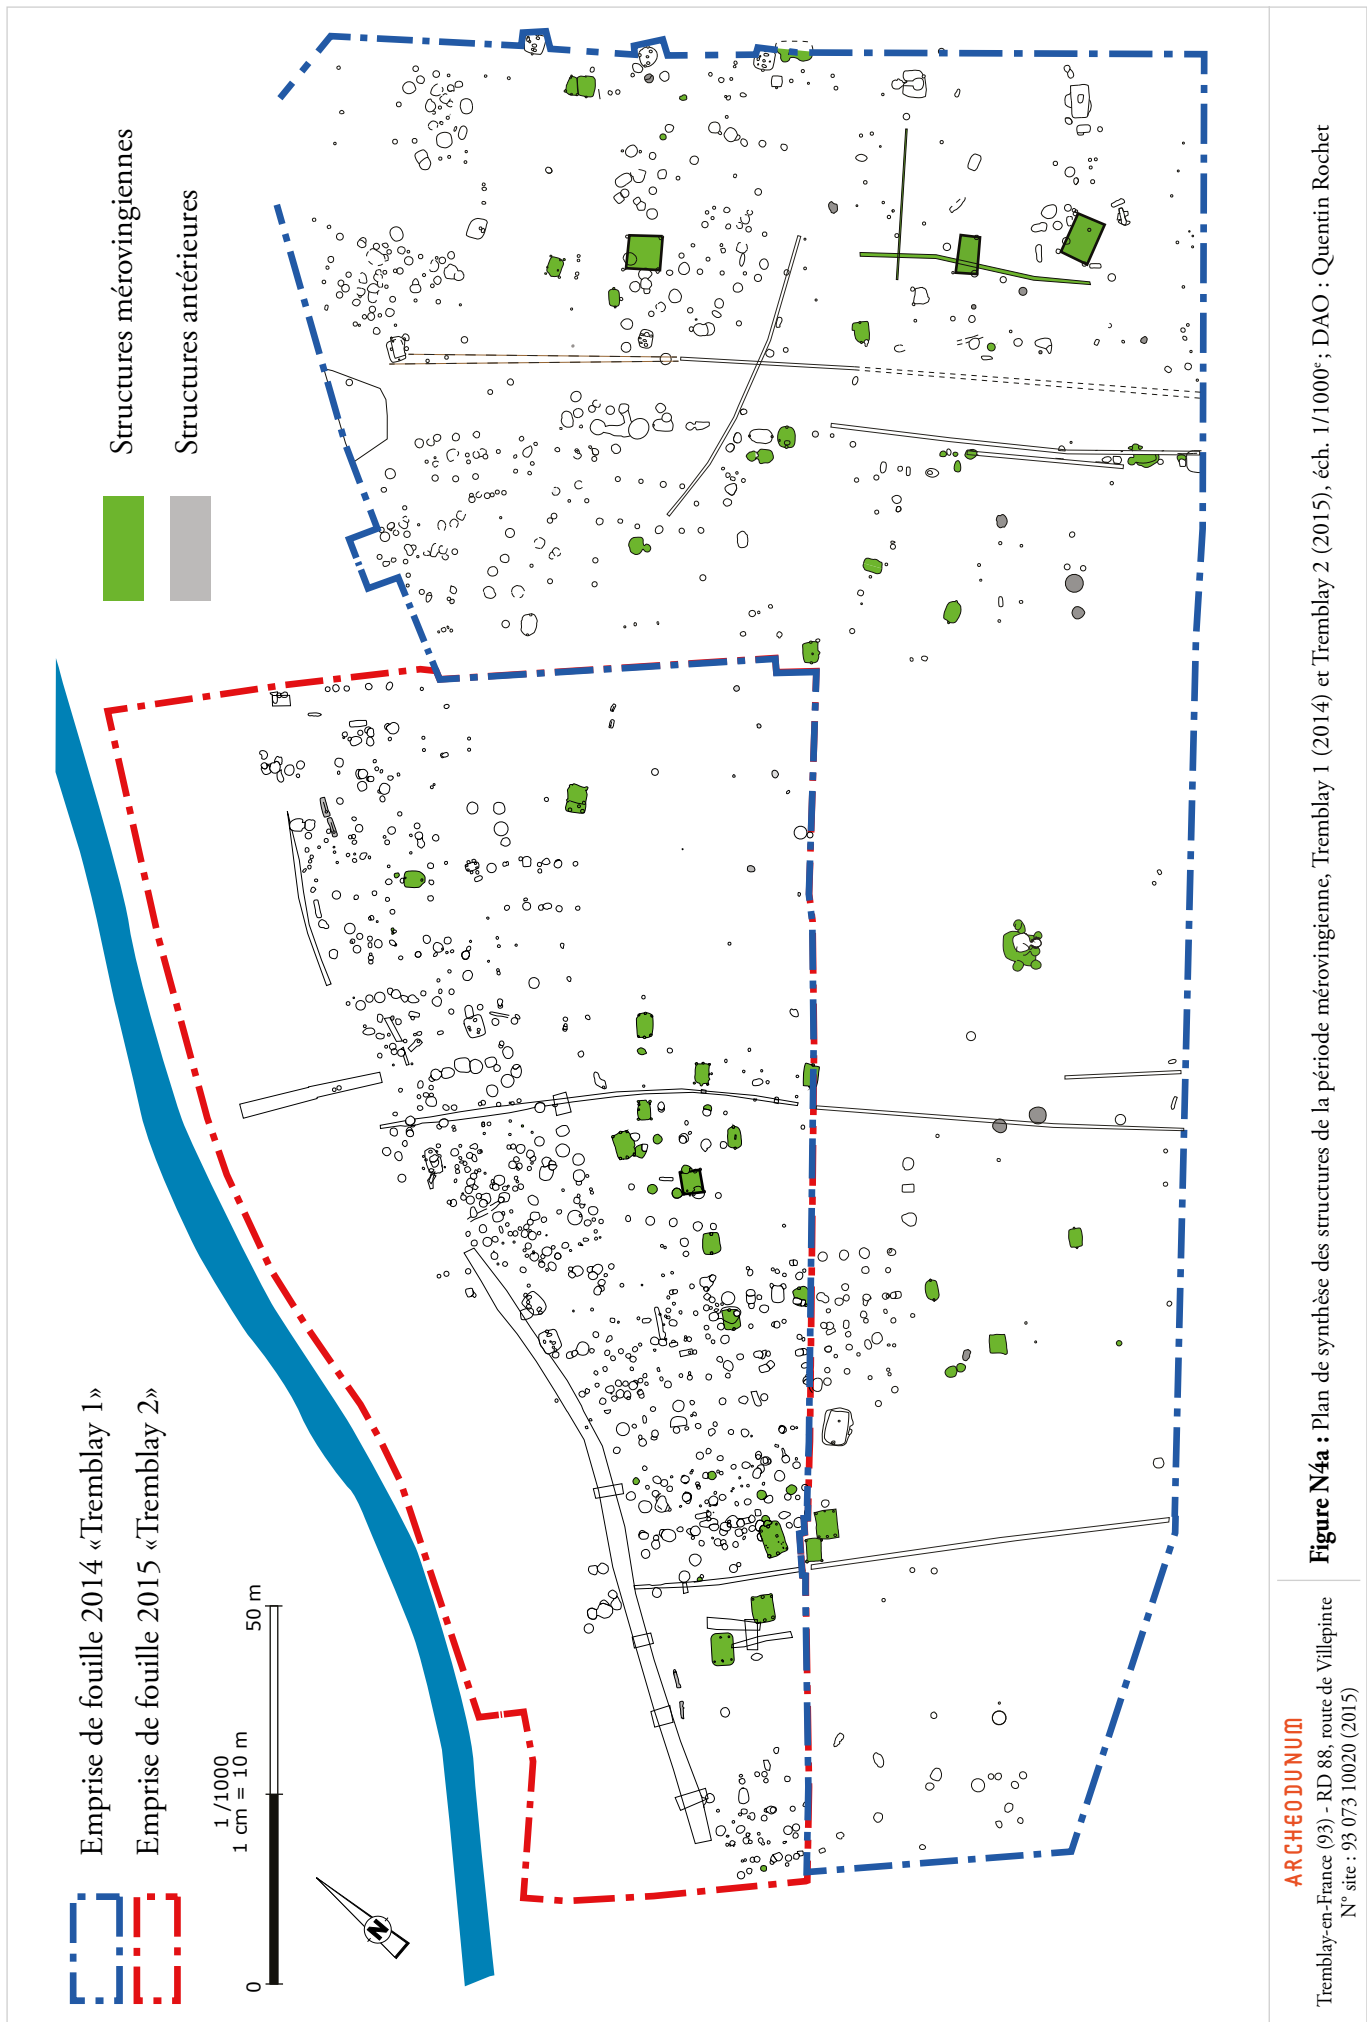 Emprise de fouille 2014 «Tremblay 1»
Emprise de fouille 2015 «Tremblay 2»
Structures mérovingiennes
Structures antérieures
1 /1000
1 cm = 10 m
0
50 m
N
Figure N4a : Plan de synthèse des structures de la période mérovingienne, Tremblay 1 (2014) et Tremblay 2 (2015), éch. 1/1000e ; DAO : Quentin Rochet
ARCHEODUNUM
Tremblay-en-France (93) - RD 88, route de Villepinte
N° site : 93 073 10020 (2015)